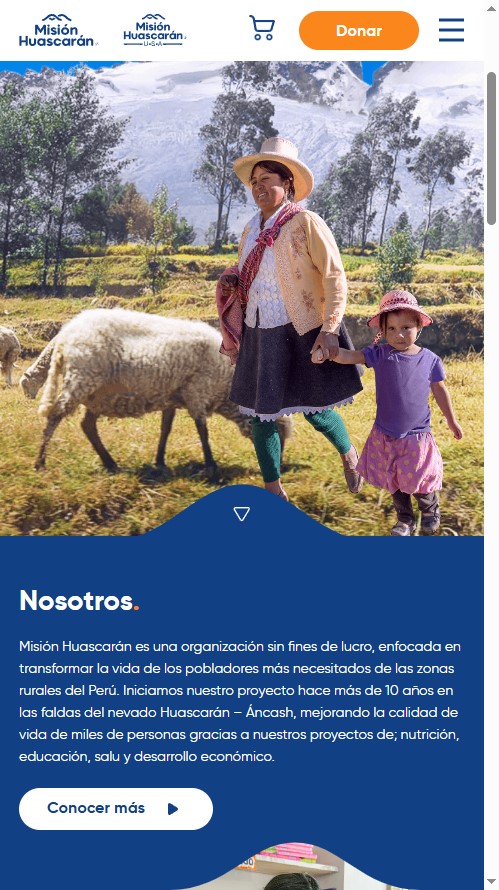 Misión
Huascarán
Misión
Huascarán
U•S•A
Donar
Nosotros.
Misión Huascarán es una organización sin fines de lucro, enfocada en
transformar la vida de los pobladores más necesitados de las zonas
rurales del Perú. Iniciamos nuestro proyecto hace más de 10 años en
las faldas del nevado Huascarán – Áncash, mejorando la calidad de
vida de miles de personas gracias a nuestros proyectos de; nutrición,
educación, salu y desarrollo económico.
Conocer más